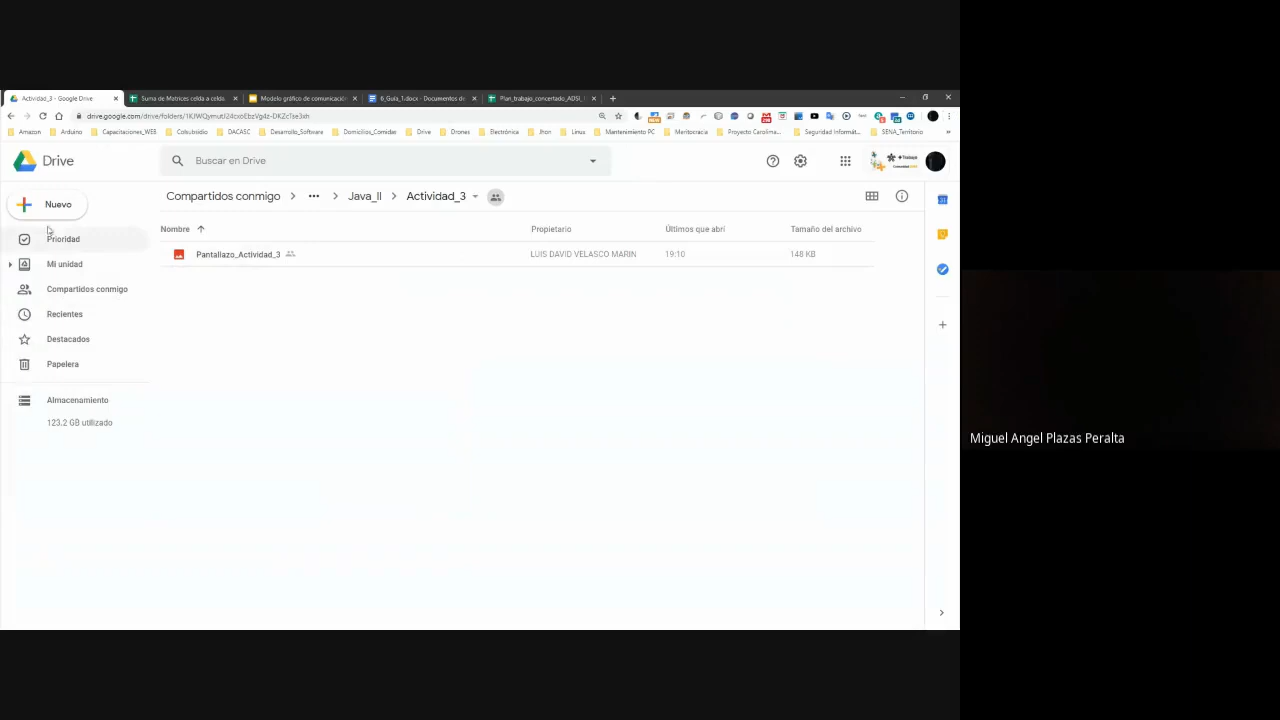 Actividad_3 - Google Drive
Suma de Matrices celda a celda
Modelo gráfico de comunicación
6_Guía_1.docx - Documentos de
Plan_trabajo_concertado_ADSI_
Amazon
Arduino
Capacitaciones_WEB
Colsubsidio
DACASC
Desarrollo_Software
Domicilios_Comidas
Drive
Drones
Electrónica
Jhon
Linux
Mantenimiento PC
Meritocracia
Proyecto Carolina...
Seguridad Informát...
SENA_Territorio
Drive
Buscar en Drive
Nuevo
Compartidos conmigo
Java_II
Actividad_3
Nombre
Propietario
Últimos que abrí
Tamaño del archivo
Pantallazo_Actividad_3
LUIS DAVID VELASCO MARIN
19:10
148 KB
Prioridad
Mi unidad
Compartidos conmigo
Recientes
Destacados
Papelera
Almacenamiento
123.2 GB utilizado
Miguel Angel Plazas Peralta